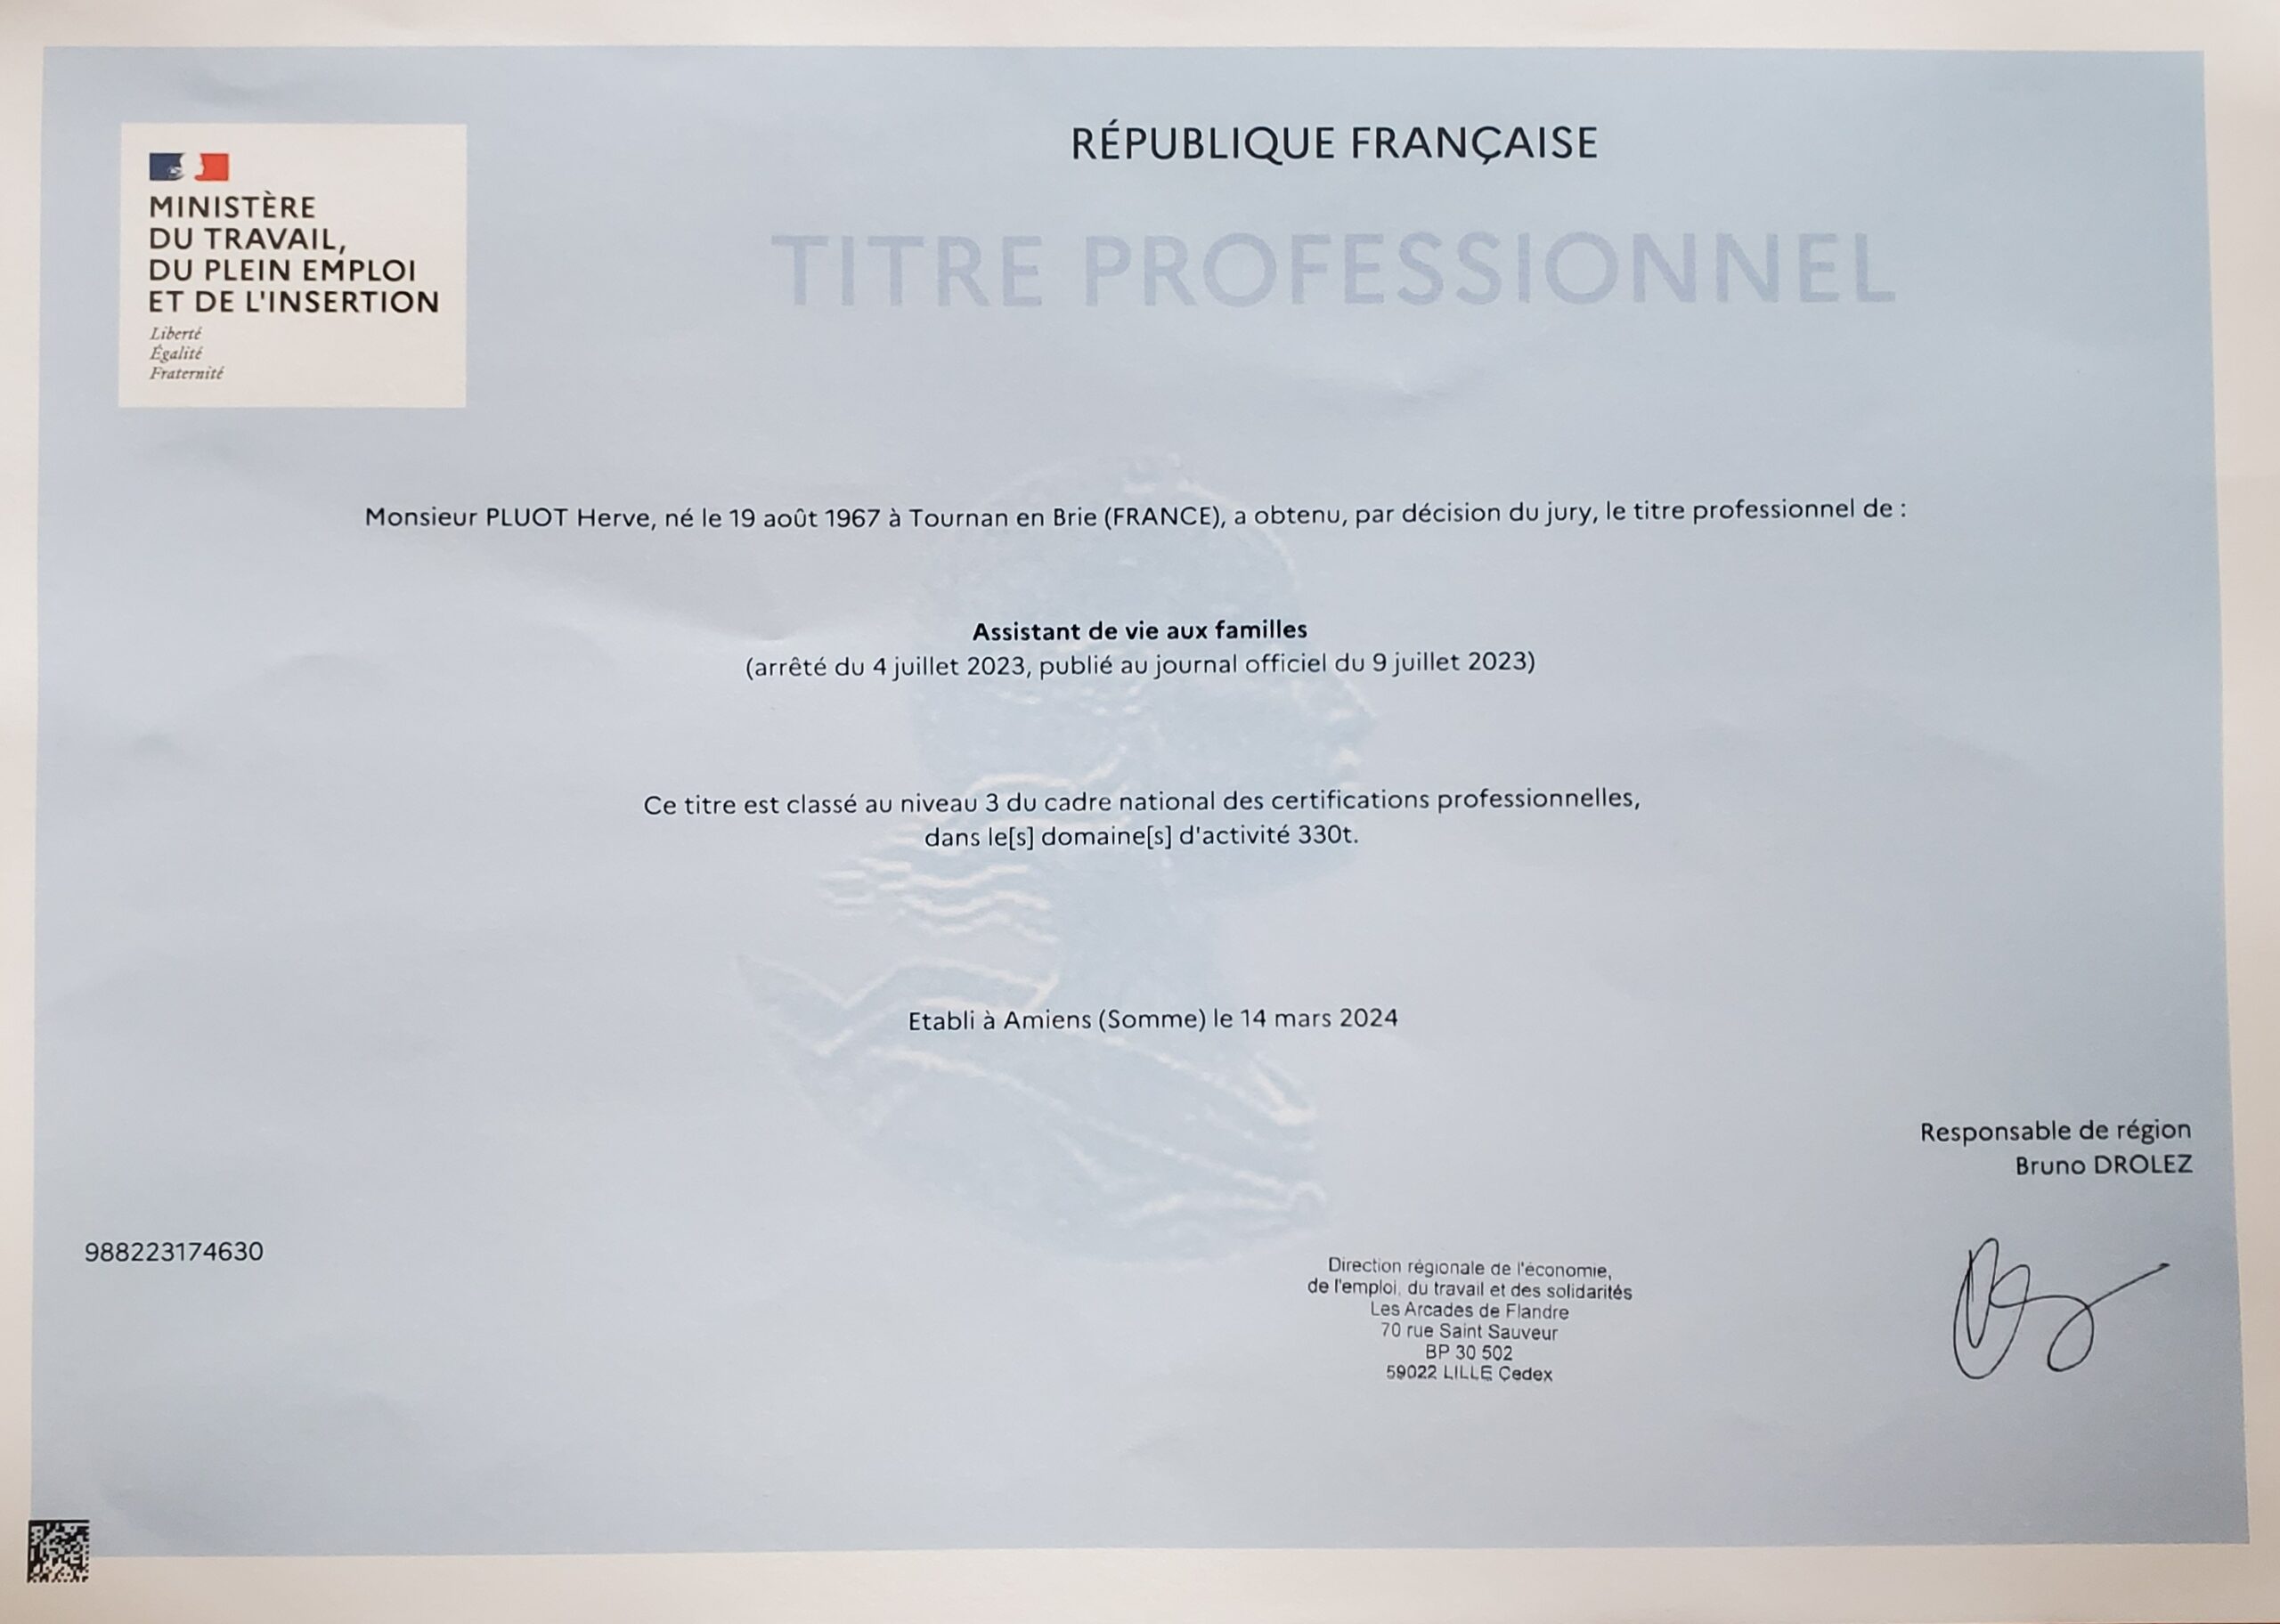 MINISTÈRE
DU TRAVAIL,
DU PLEIN EMPLOI
ET DE L'INSERTION
Liberté
Égalité
Fraternité
RÉPUBLIQUE FRANÇAISE
TITRE PROFESSIONNEL
Monsieur PLUOT Herve, né le 19 août 1967 à Tournan en Brie (FRANCE), a obtenu, par décision du jury, le titre professionnel de :
Assistant de vie aux familles
(arrêté du 4 juillet 2023, publié au journal officiel du 9 juillet 2023)
Ce titre est classé au niveau 3 du cadre national des certifications professionnelles,
dans le[s] domaine[s] d'activité 330t.
Etabli à Amiens (Somme) le 14 mars 2024
Responsable de région
Bruno DROLEZ
988223174630
Direction régionale de l'économie,
de l'emploi, du travail et des solidarités
Les Arcades de Flandre
70 rue Saint Sauveur
BP 30 502
59022 LILLE Cedex